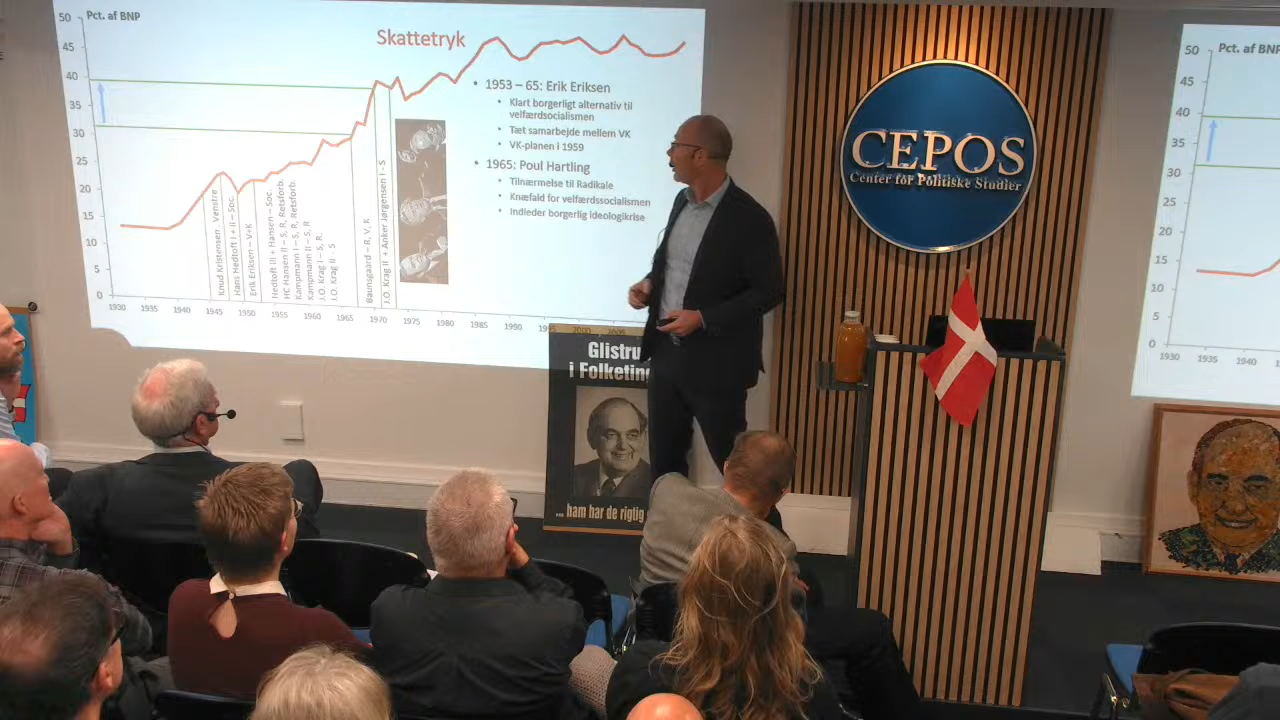 Pct. af BNP
Skattetryk
50
45
40
35
30
25
20
15
10
5
0
1930 1935 1940 1945 1950 1955 1960 1965 1970 1975 1980 1985 1990 2000 2005
Knud Kristensen - Venstre
Hans Hedtoft I + II – Soc.
Erik Eriksen – V+K
Hedtoft III + Hansen – Soc.
HC Hansen II – S, R, Retsforb.
Kampmann I – S, R, Retsforb.
Kampmann II – S, R
J.O. Krag I – S, R.
J.O. Krag II - S
Baunsgaard – R, V, R
J.O. Krag II + Anker Jørgensen I - S
• 1953 – 65: Erik Eriksen
• Klart borgerligt alternativ til
velfærdsocialismen
• Tæt samarbejde mellem VK
• VK-planen i 1959
• 1965: Poul Hartling
• Tilnærmelse til Radikale
• Knæfald for velfærdssocialismen
• Indleder borgerlig ideologikrise
CEPOS
Center for Politiske Studier
Glistru
i Folketin
... ham har de rigtig
Pct. af BNP
50
45
40
35
30
20
15
10
5
0
1930 1935 1940